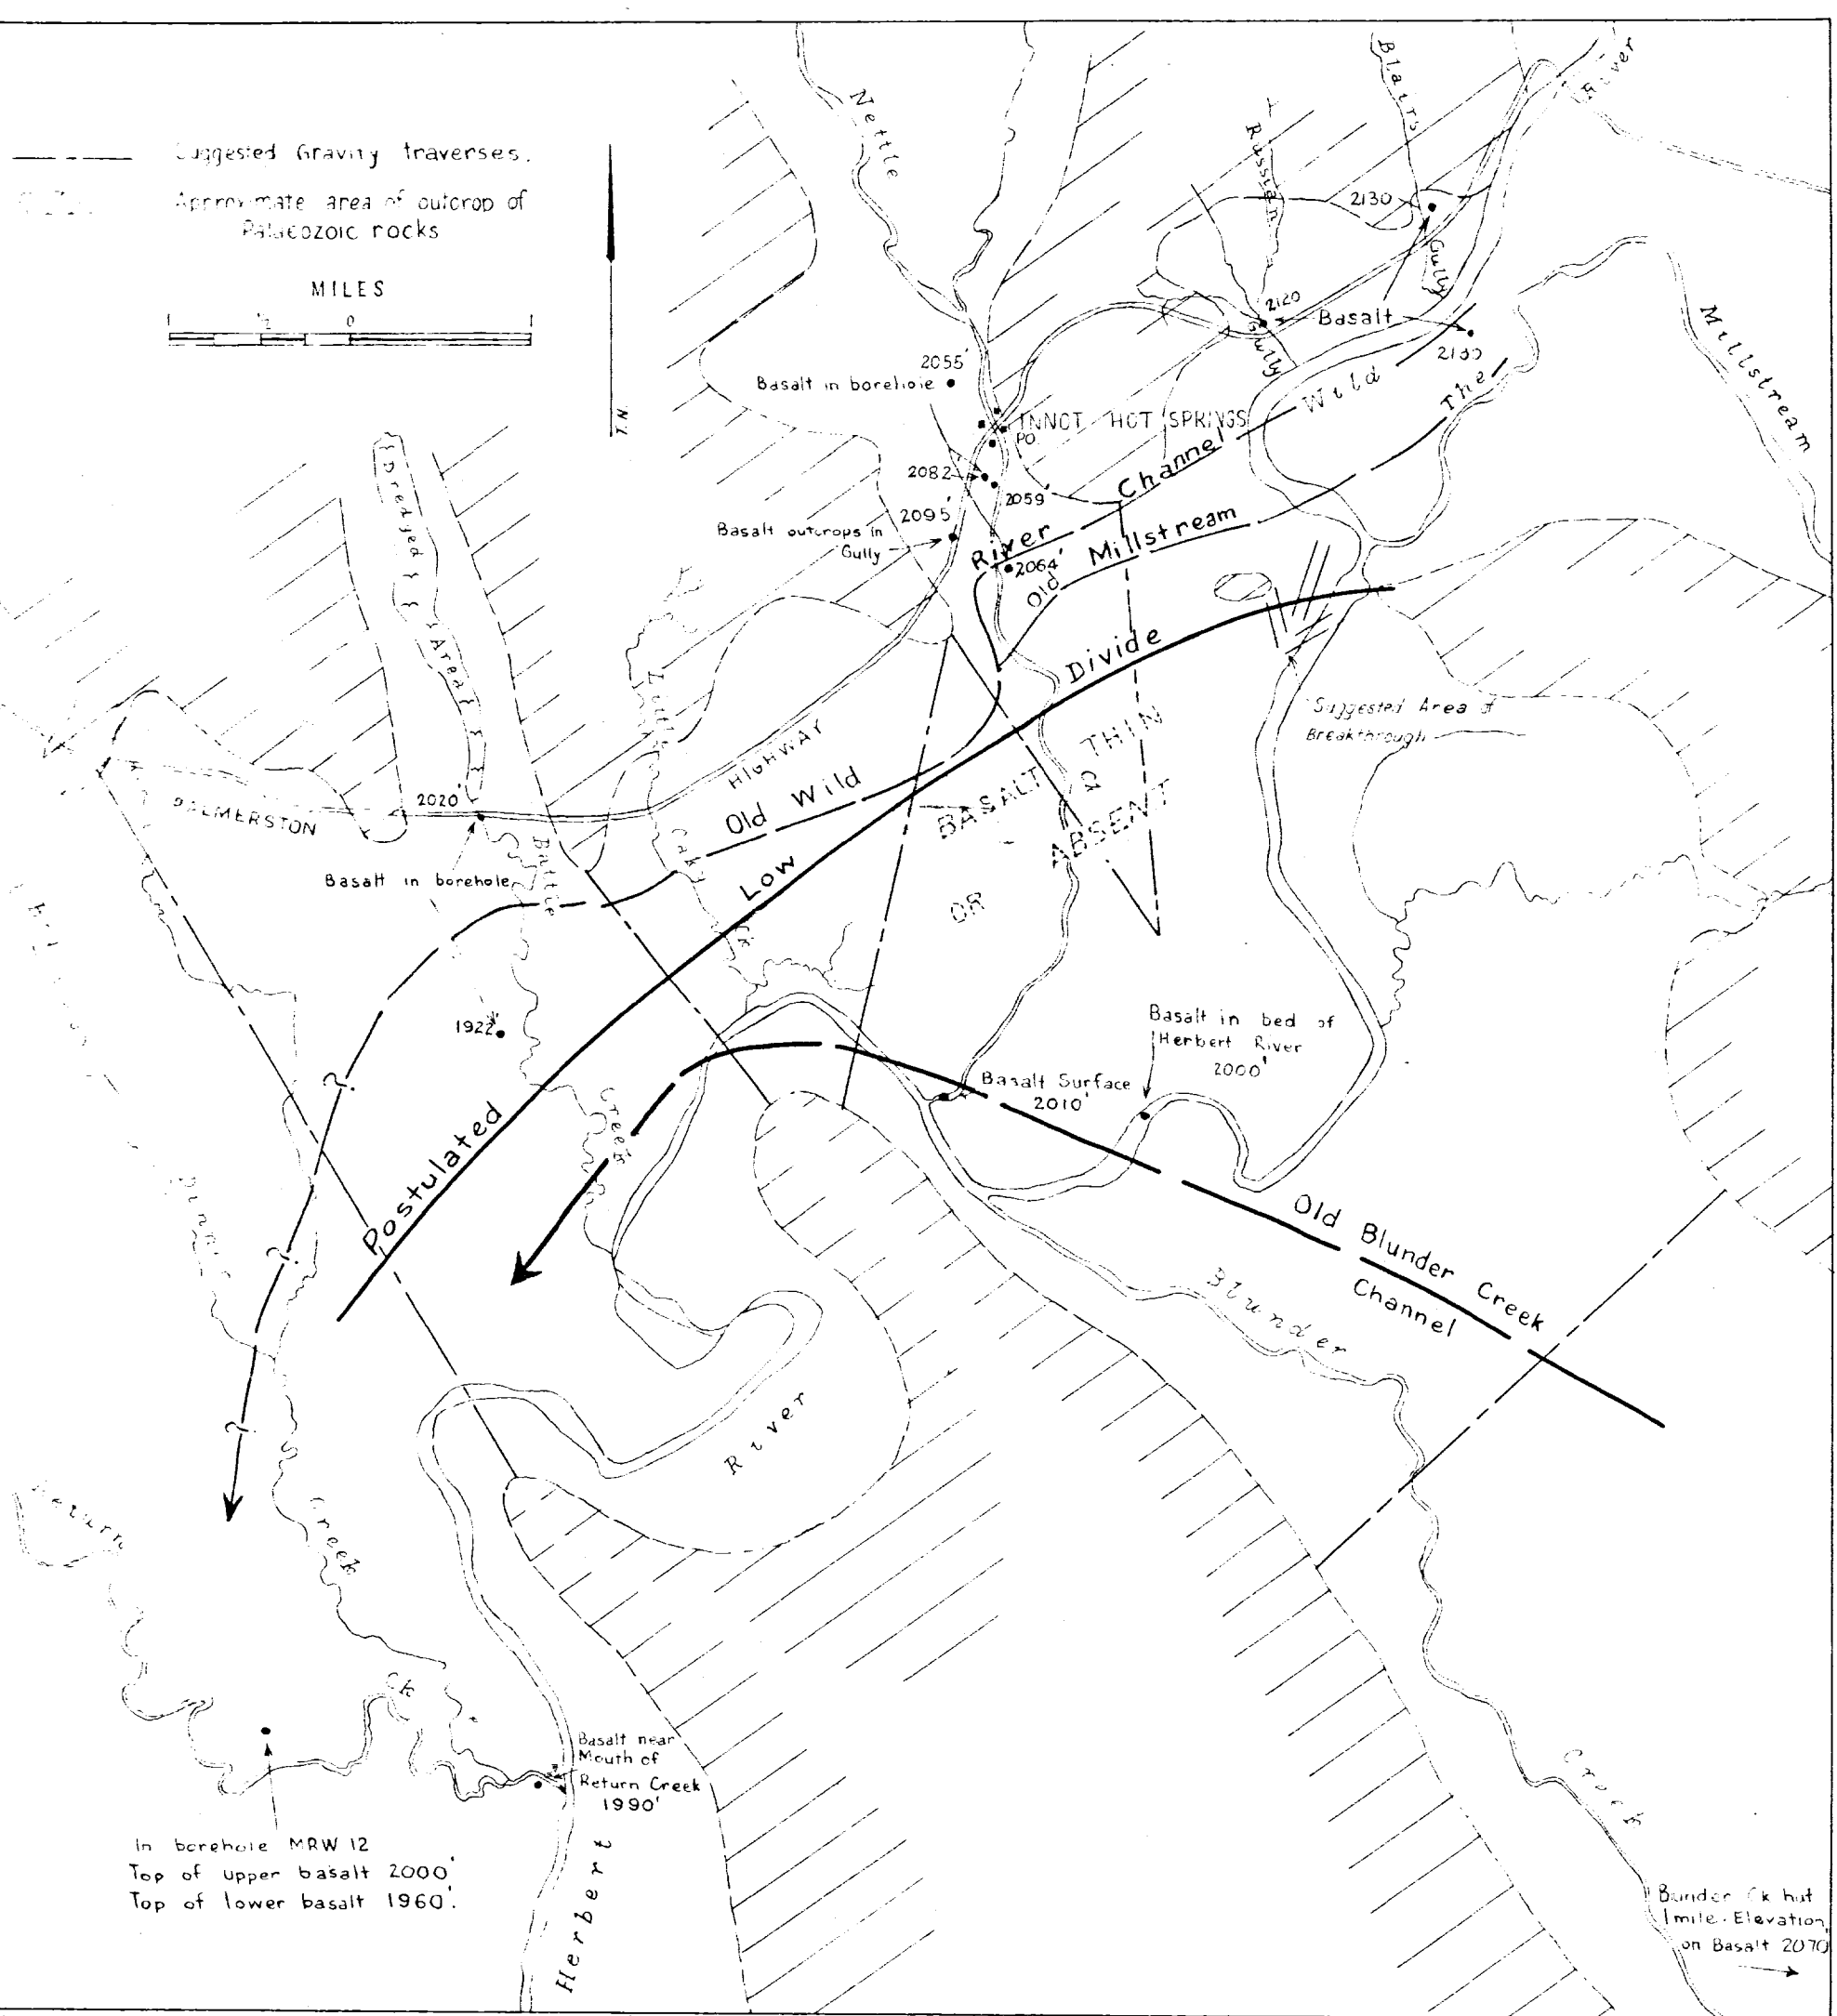 Suggested Gravity traverses.
Approximate area of outcrop of
Palaeozoic rocks
MILES
1 ½ 0 1
T.N.
Nettle
Russian
Gully
Blairs
Gully
River
Millstream
2130
2120
Basalt
2130
2055'
Basalt in borehole
INNOT HOT SPRINGS
PO.
2082'
2059'
2095'
Basalt outcrops in
Gully
2064'
River Channel Wild
Old Millstream The
Dredged
Area
Postulated Low Divide
Suggested Area of
Breakthrough
HIGHWAY
PALMERSTON
2020'
Old Wild
BASALT THIN
OR ABSENT
Basalt in borehole
Battle
Creek
Oaky
Ck
1922'
Basalt in bed of
Herbert River
2000'
Basalt Surface
2010'
Old Blunder Creek
Channel
Blunder
Creek
River
Creek
Return
Ck
Basalt near
Mouth of
Return Creek
1990'
Herbert
In borehole MRW 12
Top of upper basalt 2000'
Top of lower basalt 1960'.
Blunder Ck hut
1 mile. Elevation
on Basalt 2070